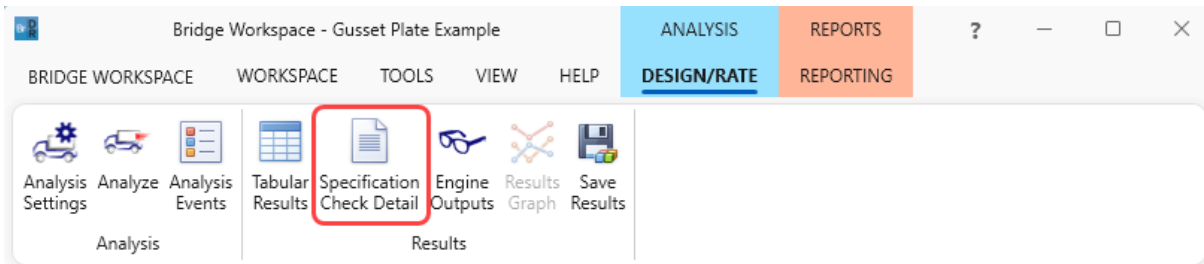 Bridge Workspace - Gusset Plate Example
ANALYSIS
REPORTS
?
BRIDGE WORKSPACE
WORKSPACE
TOOLS
VIEW
HELP
DESIGN/RATE
REPORTING
Analysis
Settings
Analyze
Analysis
Events
Tabular
Results
Specification
Check Detail
Engine
Outputs
Results
Graph
Save
Results
Analysis
Results